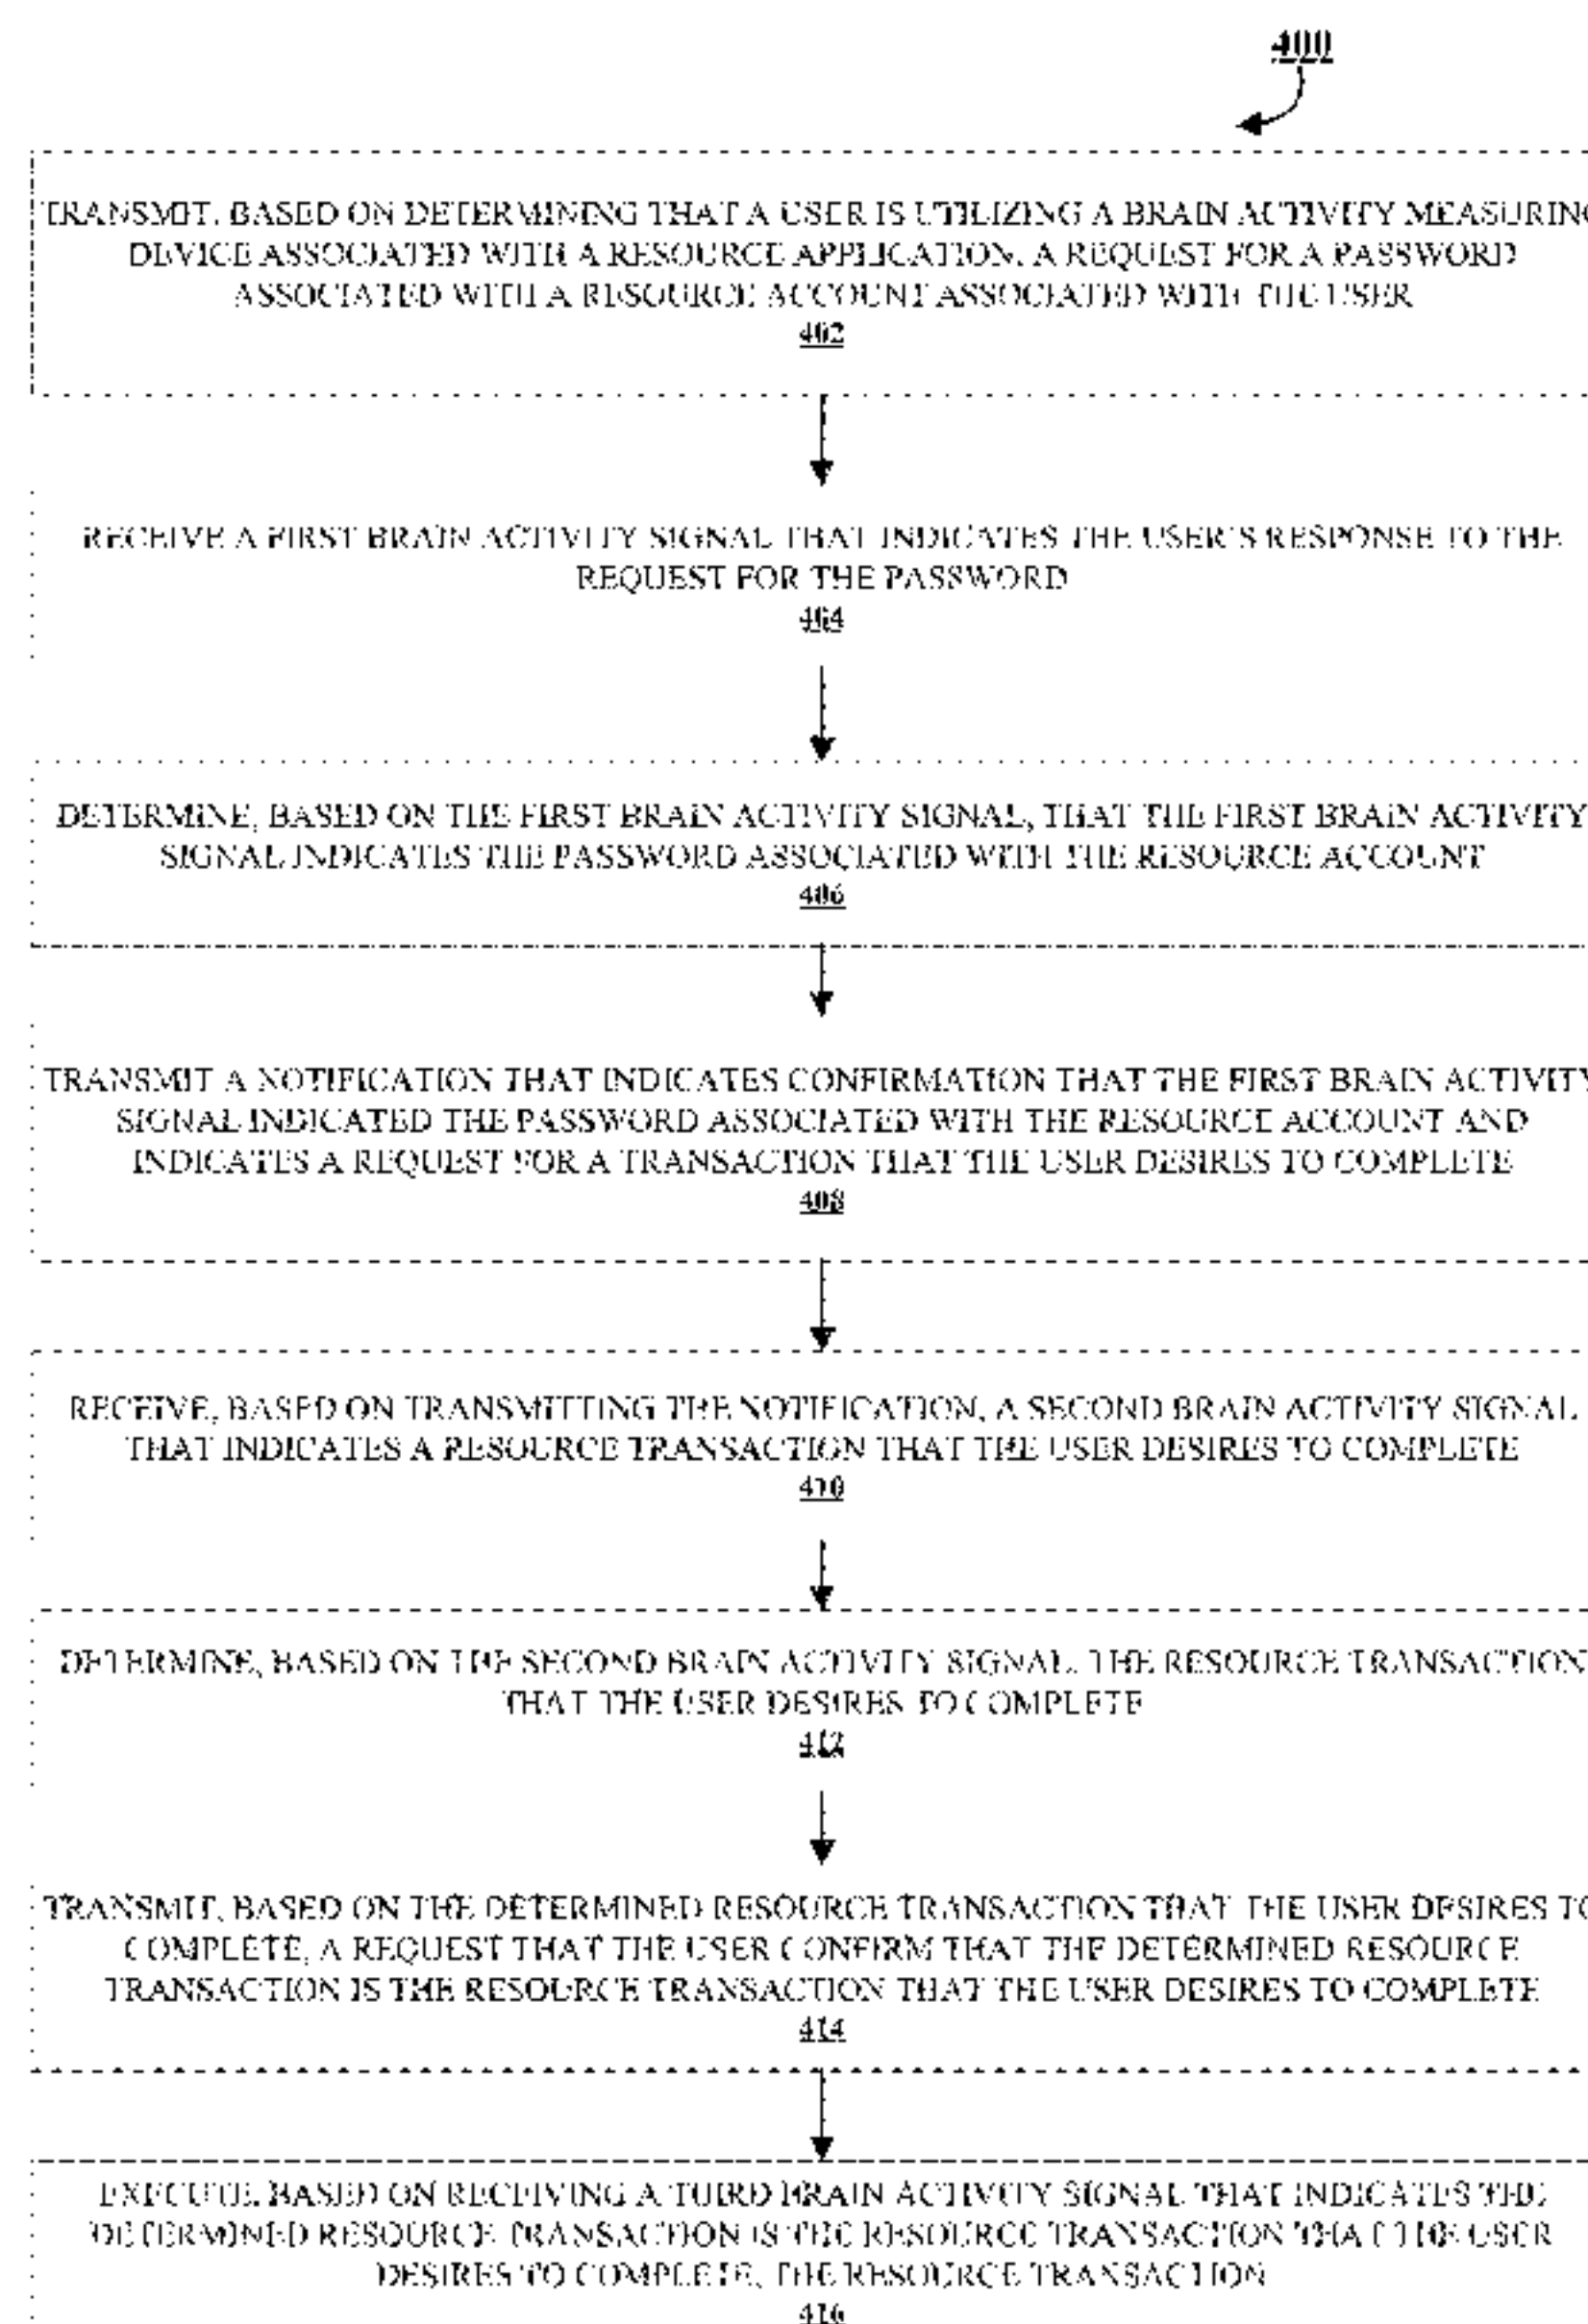 400
TRANSMIT, BASED ON DETERMINING THAT A USER IS UTILIZING A BRAIN ACTIVITY MEASURING
DEVICE ASSOCIATED WITH A RESOURCE APPLICATION, A REQUEST FOR A PASSWORD
ASSOCIATED WITH A RESOURCE ACCOUNT ASSOCIATED WITH THE USER
402
RECEIVE A FIRST BRAIN ACTIVITY SIGNAL THAT INDICATES THE USER'S RESPONSE TO THE
REQUEST FOR THE PASSWORD
404
DETERMINE, BASED ON THE FIRST BRAIN ACTIVITY SIGNAL, THAT THE FIRST BRAIN ACTIVITY
SIGNAL INDICATES THE PASSWORD ASSOCIATED WITH THE RESOURCE ACCOUNT
406
TRANSMIT A NOTIFICATION THAT INDICATES CONFIRMATION THAT THE FIRST BRAIN ACTIVITY
SIGNAL INDICATED THE PASSWORD ASSOCIATED WITH THE RESOURCE ACCOUNT AND
INDICATES A REQUEST FOR A TRANSACTION THAT THE USER DESIRES TO COMPLETE
408
RECEIVE, BASED ON TRANSMITTING THE NOTIFICATION, A SECOND BRAIN ACTIVITY SIGNAL
THAT INDICATES A RESOURCE TRANSACTION THAT THE USER DESIRES TO COMPLETE
410
DETERMINE, BASED ON THE SECOND BRAIN ACTIVITY SIGNAL, THE RESOURCE TRANSACTION
THAT THE USER DESIRES TO COMPLETE
412
TRANSMIT, BASED ON THE DETERMINED RESOURCE TRANSACTION THAT THE USER DESIRES TO
COMPLETE, A REQUEST THAT THE USER CONFIRM THAT THE DETERMINED RESOURCE
TRANSACTION IS THE RESOURCE TRANSACTION THAT THE USER DESIRES TO COMPLETE
414
EXECUTE, BASED ON RECEIVING A THIRD BRAIN ACTIVITY SIGNAL THAT INDICATES THE
DETERMINED RESOURCE TRANSACTION IS THE RESOURCE TRANSACTION THAT THE USER
DESIRES TO COMPLETE, THE RESOURCE TRANSACTION
416